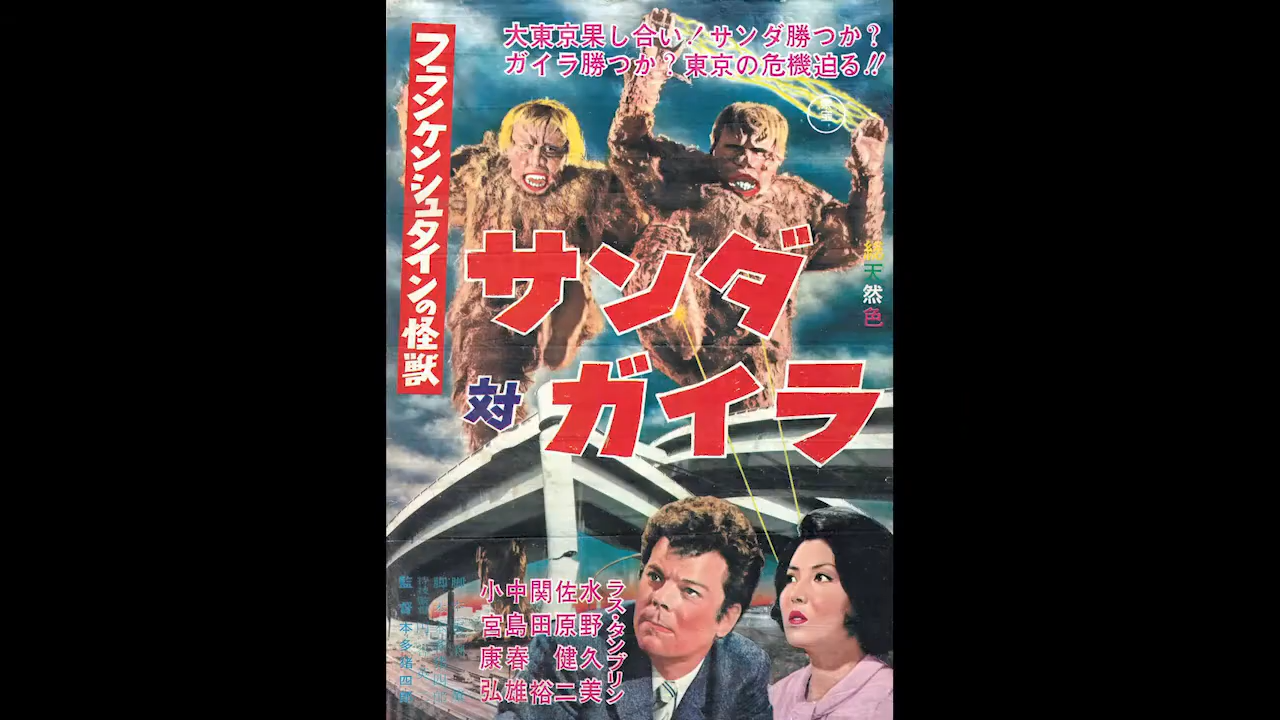 大東京果し合い!サンダ勝つか?
ガイラ勝つか?東京の危機迫る!!
東宝
フランケンシュタインの怪獣
サンダ
対
ガイラ
総天然色
ラス・タンブリン
水野久美
佐原健二
関田裕
中島春雄
小宮康弘
監督 本多猪四郎